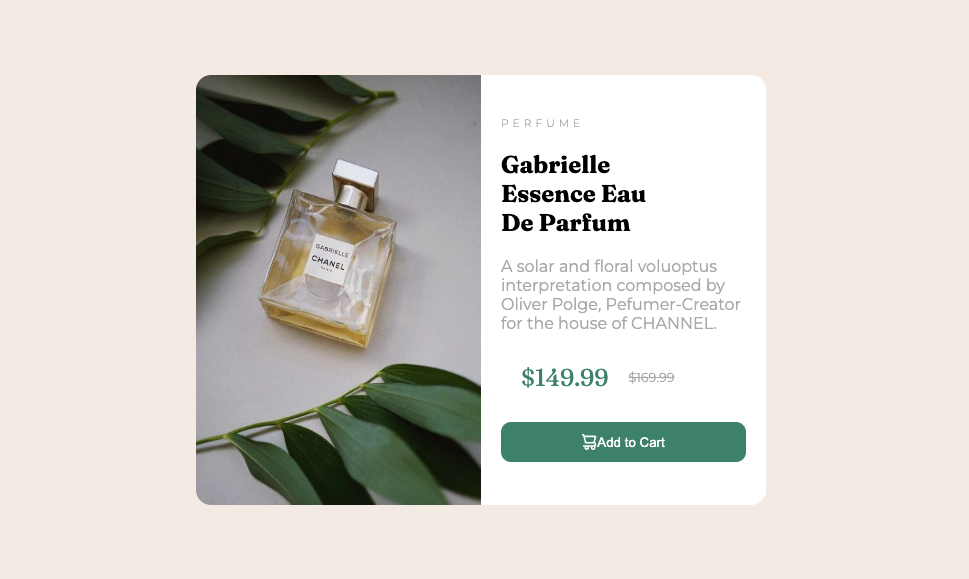 GABRIELLE
CHANEL
PARIS
PERFUME
Gabrielle
Essence Eau
De Parfum
A solar and floral voluoptus
interpretation composed by
Oliver Polge, Pefumer-Creator
for the house of CHANNEL.
$149.99 $169.99
Add to Cart